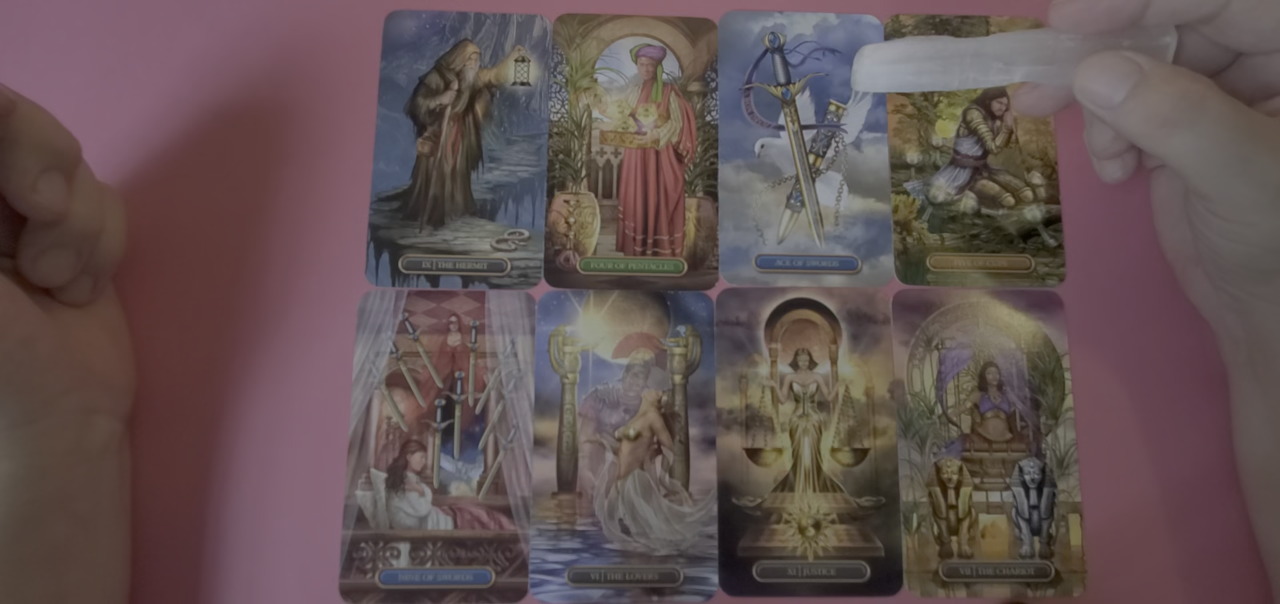 IX | THE HERMIT
FOUR OF PENTACLES
ACE OF SWORDS
NINE OF SWORDS
VI | THE LOVERS
XI | JUSTICE
VII | THE CHARIOT